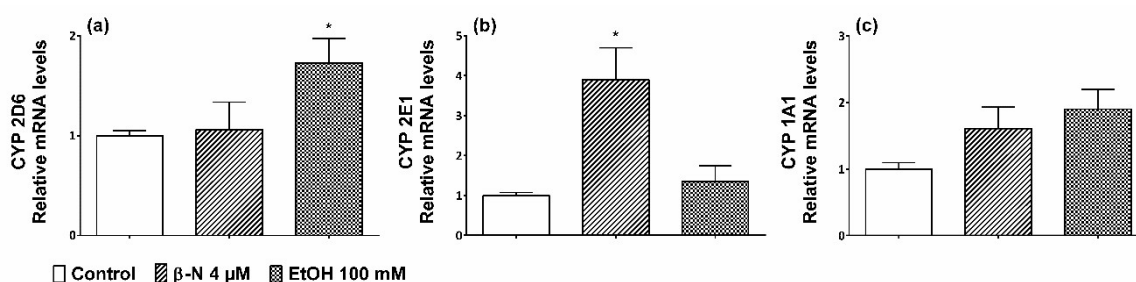 (a)
CYP 2D6
Relative mRNA levels
2
1
0
*
(b)
CYP 2E1
Relative mRNA levels
5
4
3
2
1
0
*
(c)
CYP 1A1
Relative mRNA levels
3
2
1
0
Control β-N 4 μM EtOH 100 mM